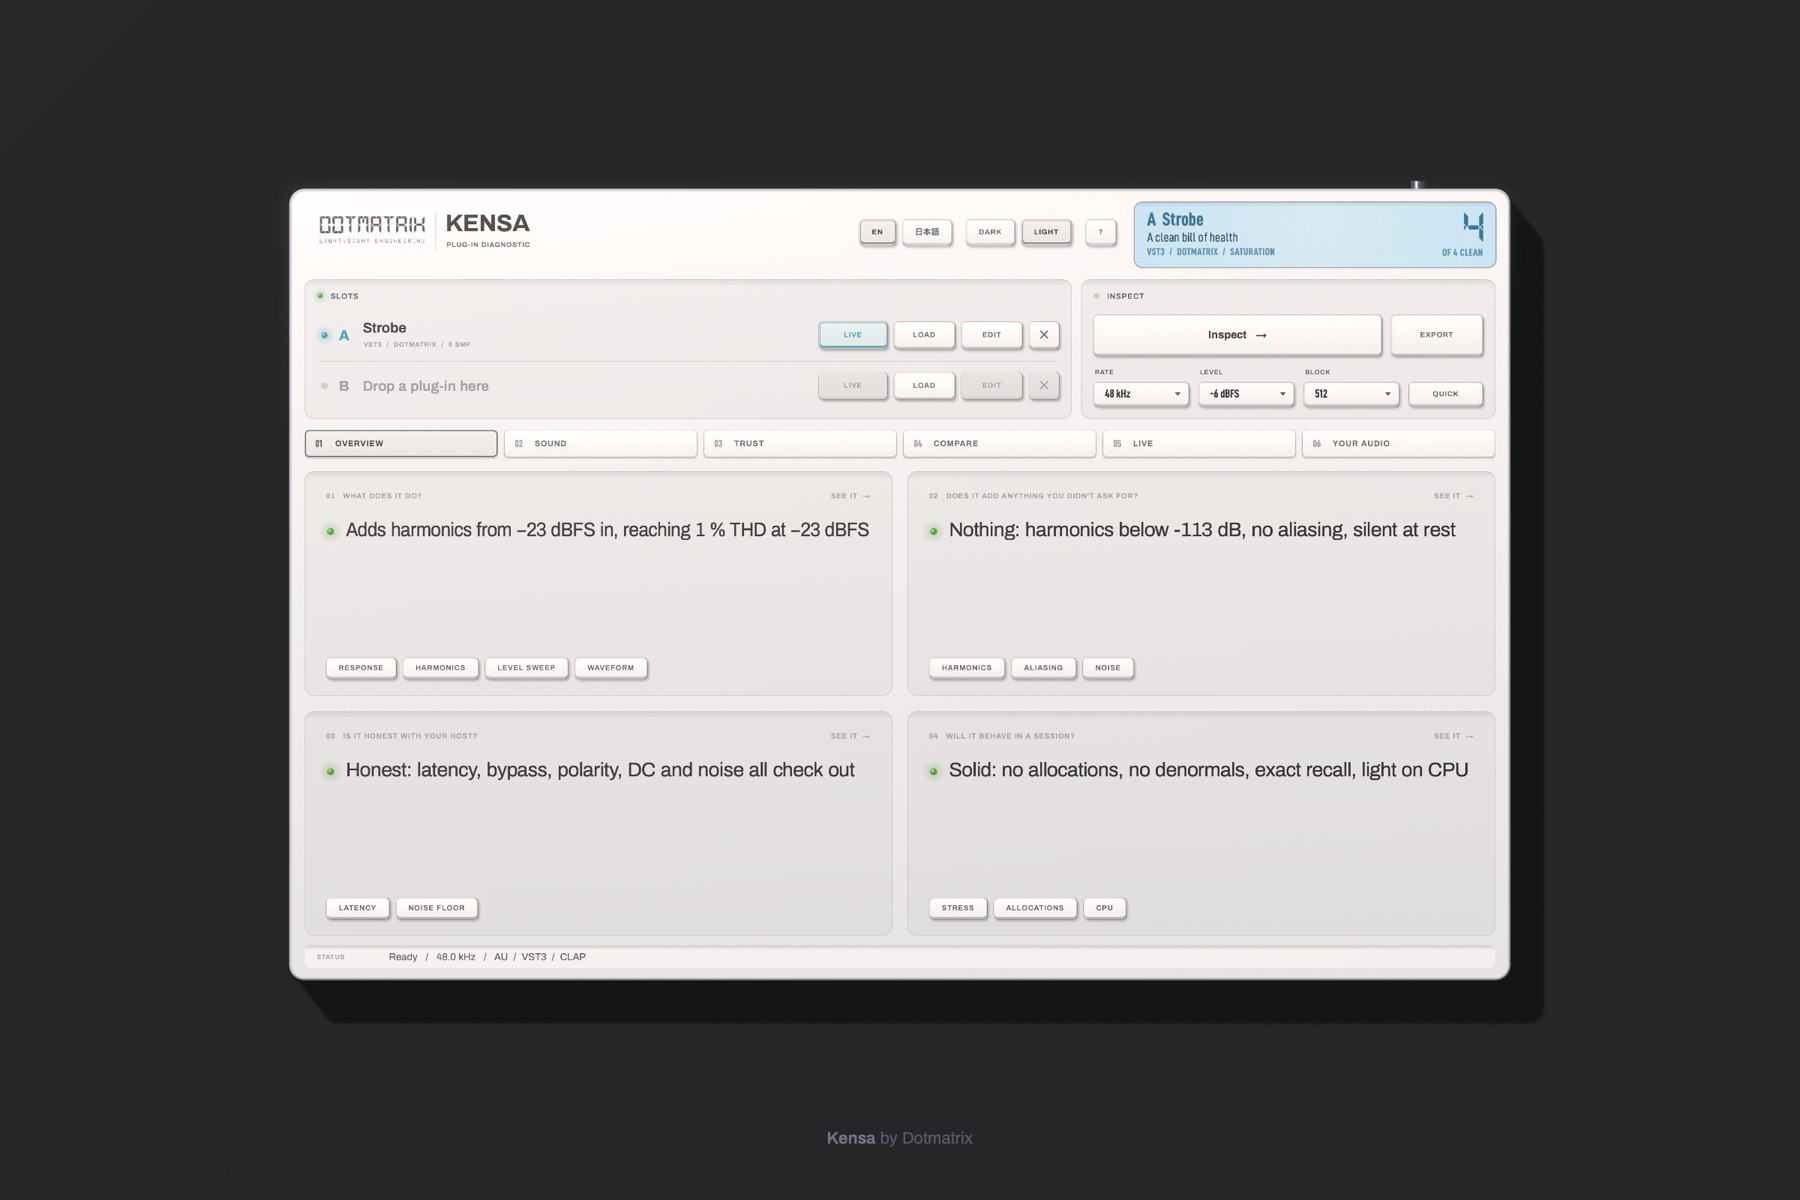 DOTMATRIX
LIGHTWEIGHT ENGINEERING
KENSA
PLUG-IN DIAGNOSTIC
EN
日本語
DARK
LIGHT
?
A Strobe
A clean bill of health
VST3 / DOTMATRIX / SATURATION
4
OF 4 CLEAN
SLOTS
A
Strobe
VST3 / DOTMATRIX / 0 SMP
LIVE
LOAD
EDIT
B
Drop a plug-in here
LIVE
LOAD
EDIT
INSPECT
Inspect →
EXPORT
RATE
48 kHz
LEVEL
-6 dBFS
BLOCK
512
QUICK
01 OVERVIEW
02 SOUND
03 TRUST
04 COMPARE
05 LIVE
06 YOUR AUDIO
01 WHAT DOES IT DO?
SEE IT →
Adds harmonics from −23 dBFS in, reaching 1 % THD at −23 dBFS
RESPONSE
HARMONICS
LEVEL SWEEP
WAVEFORM
02 DOES IT ADD ANYTHING YOU DIDN'T ASK FOR?
SEE IT →
Nothing: harmonics below -113 dB, no aliasing, silent at rest
HARMONICS
ALIASING
NOISE
03 IS IT HONEST WITH YOUR HOST?
SEE IT →
Honest: latency, bypass, polarity, DC and noise all check out
LATENCY
NOISE FLOOR
04 WILL IT BEHAVE IN A SESSION?
SEE IT →
Solid: no allocations, no denormals, exact recall, light on CPU
STRESS
ALLOCATIONS
CPU
STATUS
Ready / 48.0 kHz / AU / VST3 / CLAP
Kensa by Dotmatrix